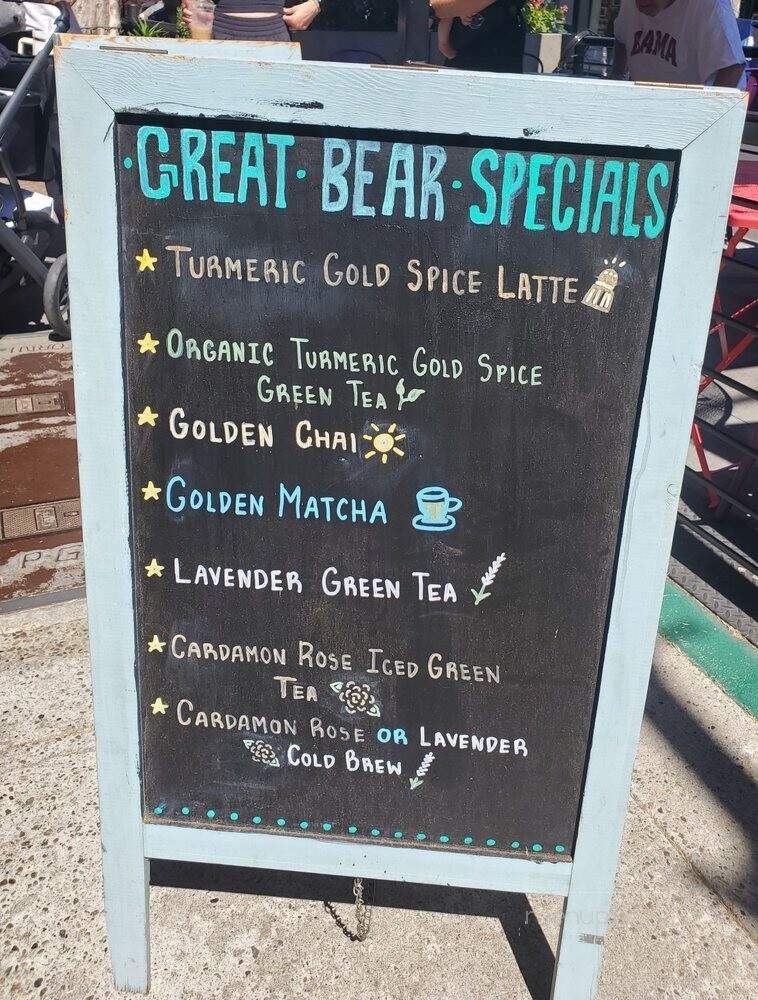 BAMA
·GREAT·BEAR·SPECIALS
TURMERIC GOLD SPICE LATTE
ORGANIC TURMERIC GOLD SPICE
GREEN TEA
GOLDEN CHAI
GOLDEN MATCHA
LAVENDER GREEN TEA
CARDAMON ROSE ICED GREEN
TEA
CARDAMON ROSE OR LAVENDER
COLD BREW
P·G